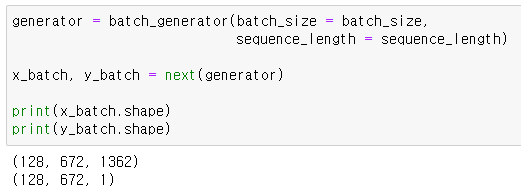 generator = batch_generator(batch_size = batch_size,
                            sequence_length = sequence_length)
x_batch, y_batch = next(generator)
print(x_batch.shape)
print(y_batch.shape)
(128, 672, 1362)
(128, 672, 1)